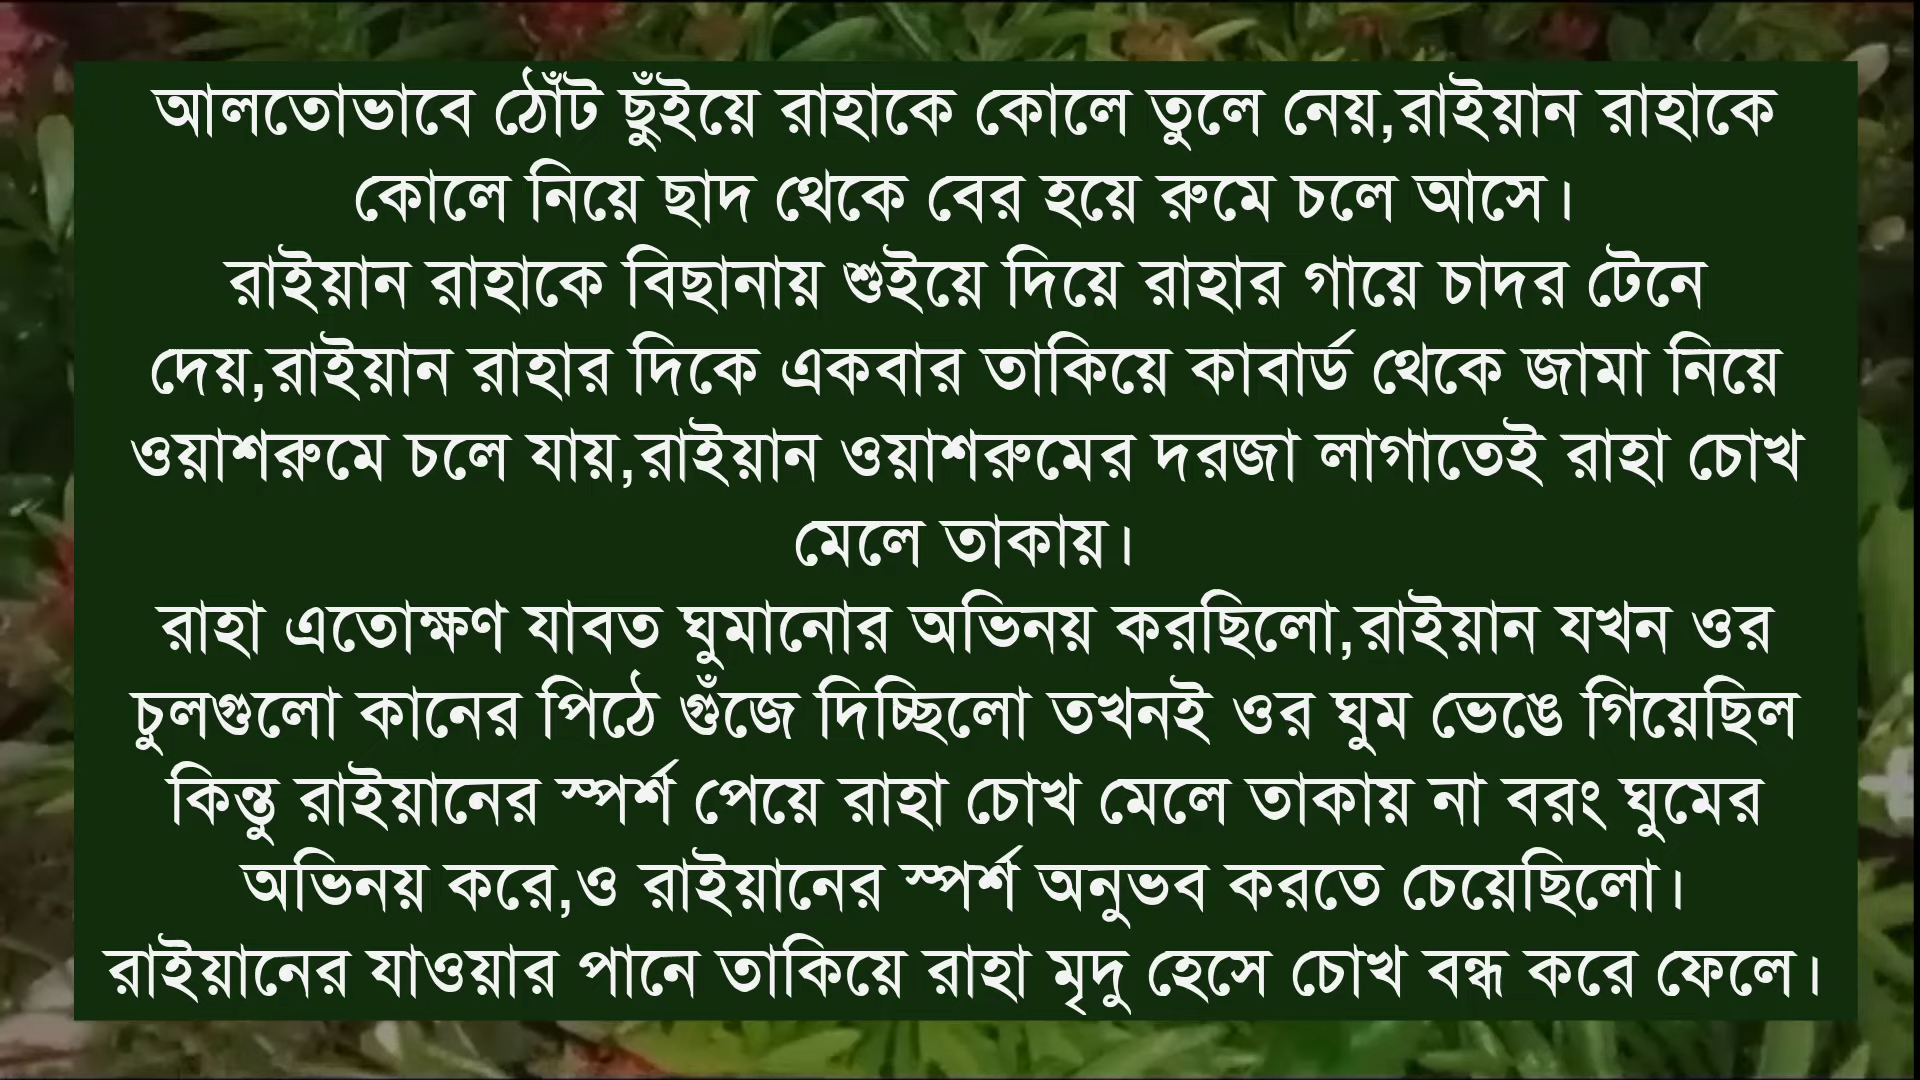 আলতোভাবে ঠোঁট ছুঁইয়ে রাহাকে কোলে তুলে নেয়,রাইয়ান রাহাকে
কোলে নিয়ে ছাদ থেকে বের হয়ে রুমে চলে আসে।
রাইয়ান রাহাকে বিছানায় শুইয়ে দিয়ে রাহার গায়ে চাদর টেনে
দেয়,রাইয়ান রাহার দিকে একবার তাকিয়ে কাবার্ড থেকে জামা নিয়ে
ওয়াশরুমে চলে যায়,রাইয়ান ওয়াশরুমের দরজা লাগাতেই রাহা চোখ
মেলে তাকায়।
রাহা এতোক্ষণ যাবত ঘুমানোর অভিনয় করছিলো,রাইয়ান যখন ওর
চুলগুলো কানের পিঠে গুঁজে দিচ্ছিলো তখনই ওর ঘুম ভেঙে গিয়েছিল
কিন্তু রাইয়ানের স্পর্শ পেয়ে রাহা চোখ মেলে তাকায় না বরং ঘুমের
অভিনয় করে,ও রাইয়ানের স্পর্শ অনুভব করতে চেয়েছিলো।
রাইয়ানের যাওয়ার পানে তাকিয়ে রাহা মৃদু হেসে চোখ বন্ধ করে ফেলে।